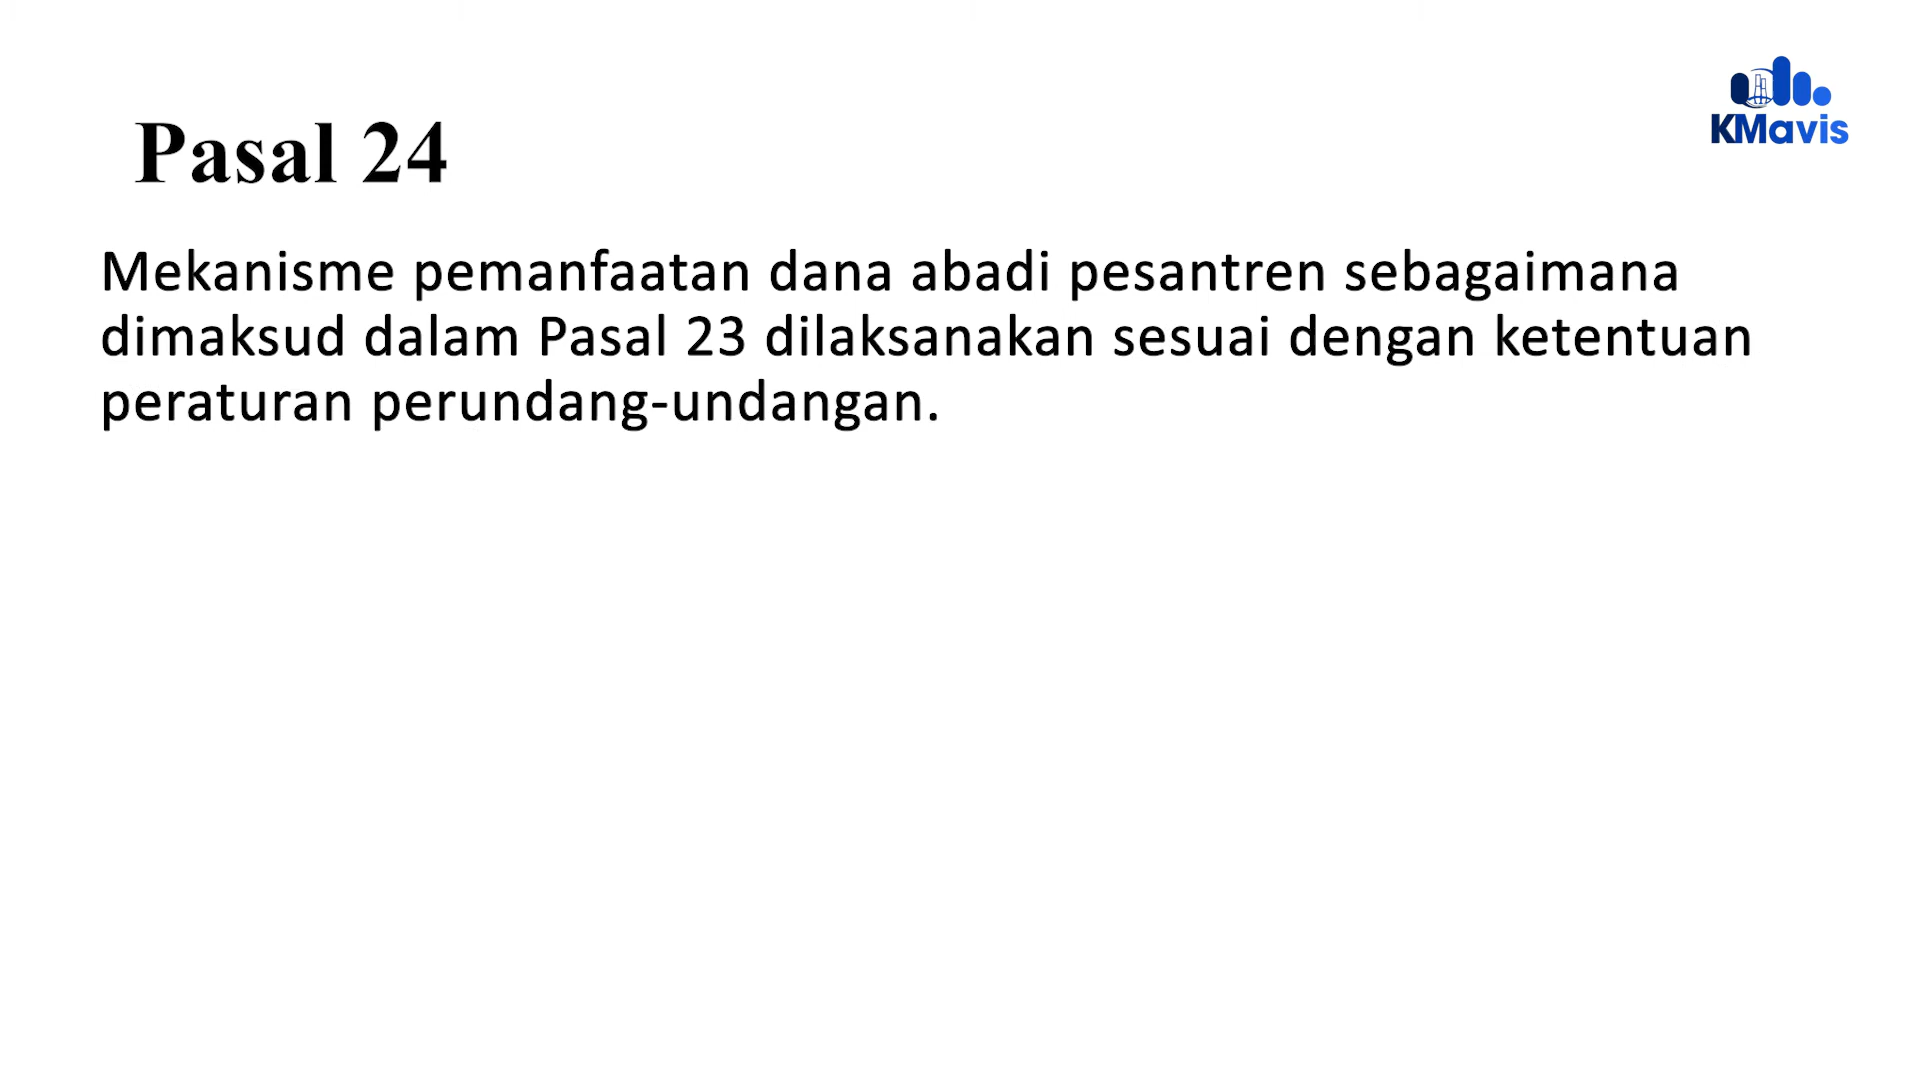 KMavis
Pasal 24
Mekanisme pemanfaatan dana abadi pesantren sebagaimana
dimaksud dalam Pasal 23 dilaksanakan sesuai dengan ketentuan
peraturan perundang-undangan.